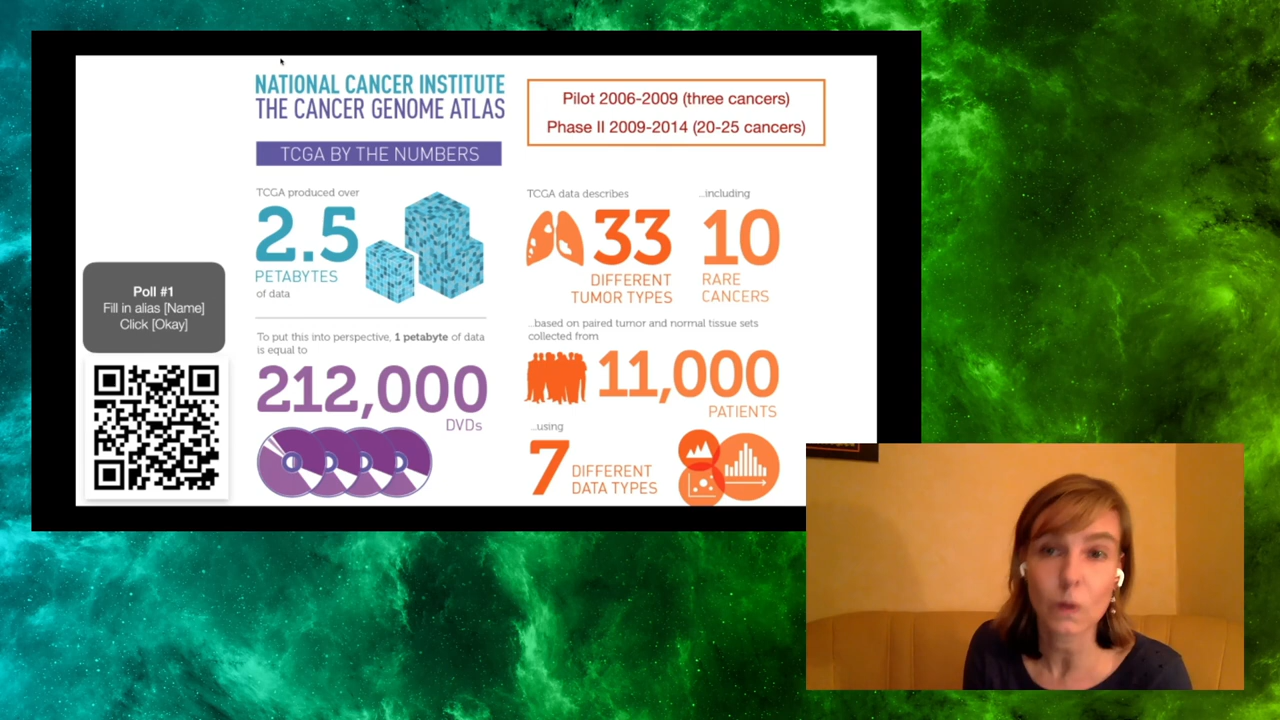 NATIONAL CANCER INSTITUTE
THE CANCER GENOME ATLAS
TCGA BY THE NUMBERS
Pilot 2006-2009 (three cancers)
Phase II 2009-2014 (20-25 cancers)
TCGA produced over
2.5
PETABYTES
of data
To put this into perspective, 1 petabyte of data
is equal to
212,000
DVDs
TCGA data describes
33
DIFFERENT
TUMOR TYPES
...including
10
RARE
CANCERS
...based on paired tumor and normal tissue sets
collected from
11,000
PATIENTS
...using
7
DIFFERENT
DATA TYPES
Poll #1
Fill in alias [Name]
Click [Okay]